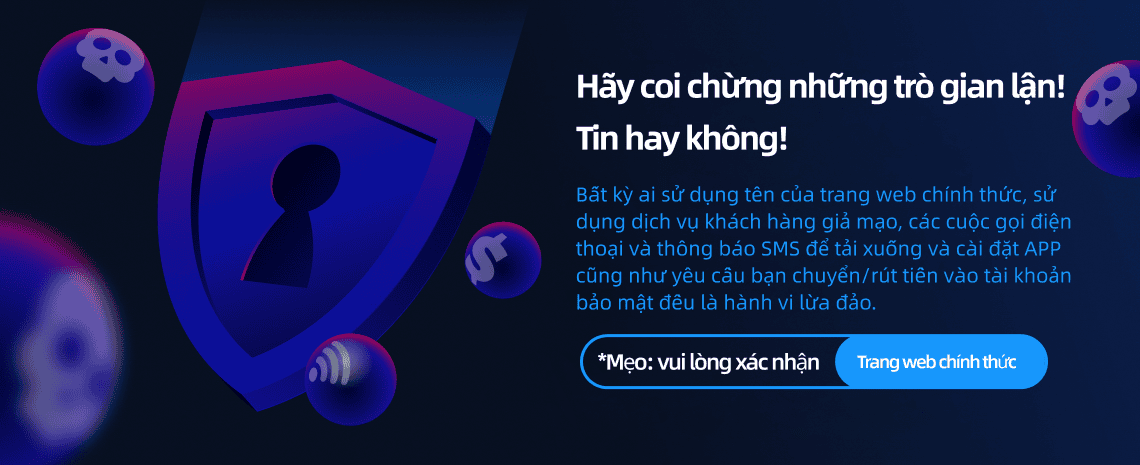 Hãy coi chừng những trò gian lận!
Tin hay không!
Bất kỳ ai sử dụng tên của trang web chính thức, sử
dụng dịch vụ khách hàng giả mạo, các cuộc gọi điện
thoại và thông báo SMS để tải xuống và cài đặt APP
cũng như yêu cầu bạn chuyển/rút tiền vào tài khoản
bảo mật đều là hành vi lừa đảo.
*Mẹo: vui lòng xác nhận Trang web chính thức